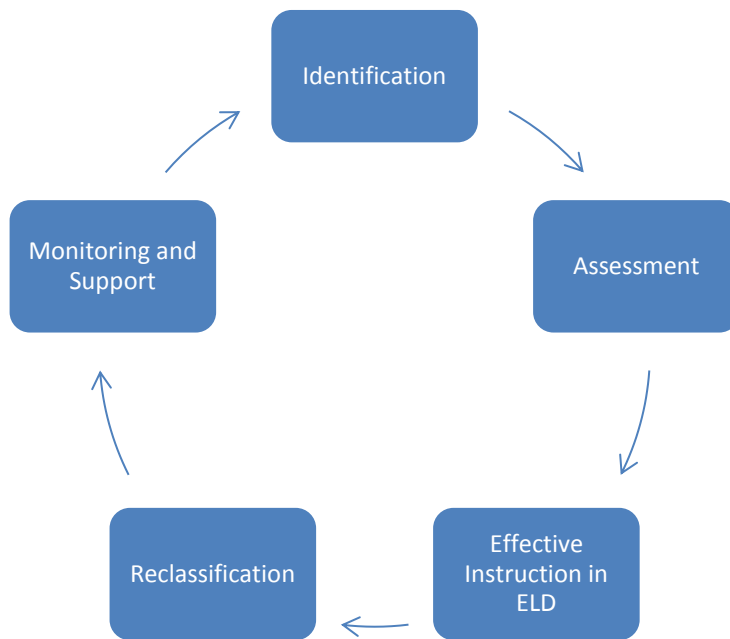 Identification
Assessment
Effective
Instruction in
ELD
Reclassification
Monitoring and
Support